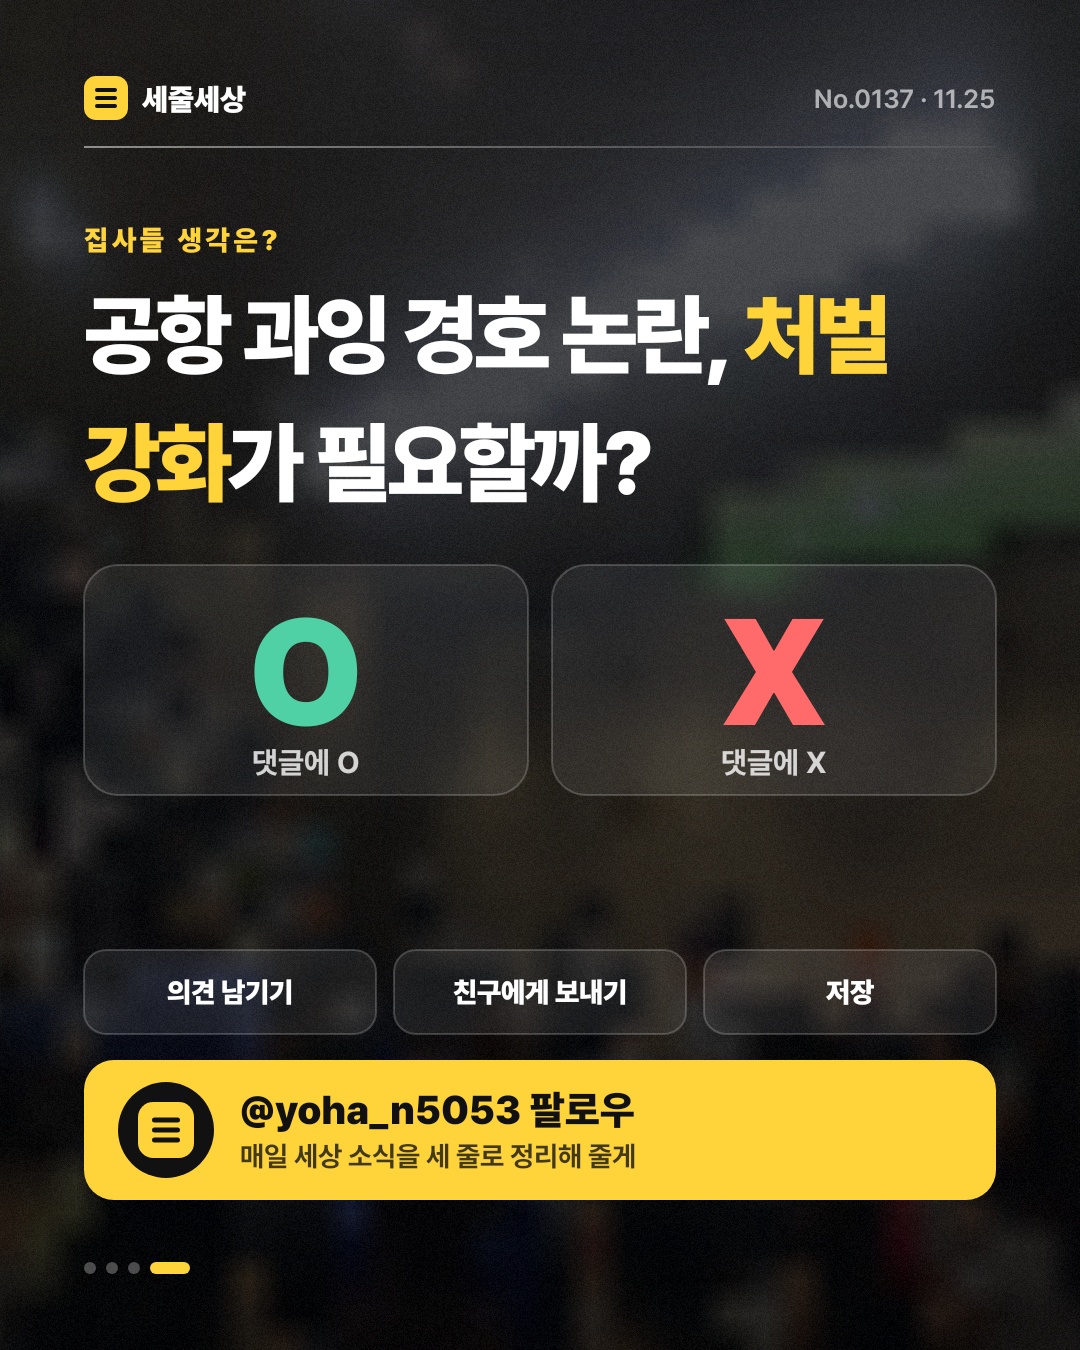 세줄세상
No.0137 · 11.25
집사들 생각은?
공항 과잉 경호 논란, 처벌
강화가 필요할까?
O
X
댓글에 O
댓글에 X
의견 남기기
친구에게 보내기
저장
@yoha_n5053 팔로우
매일 세상 소식을 세 줄로 정리해 줄게